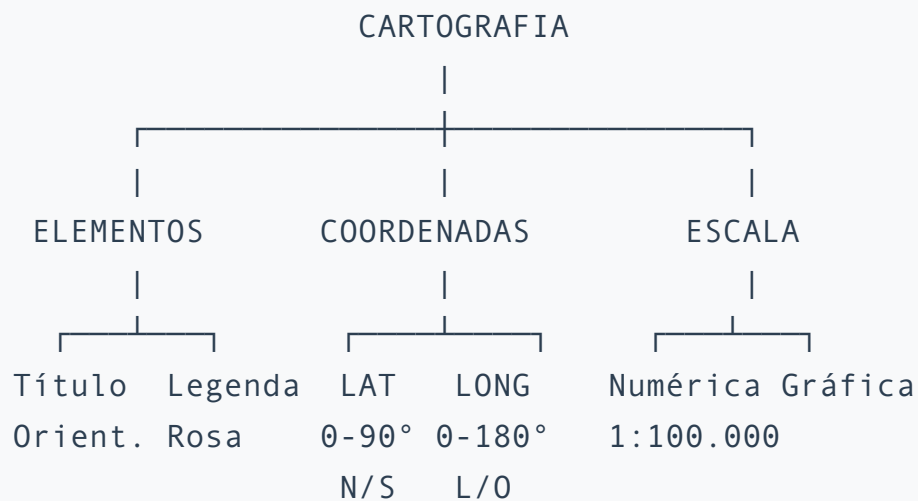 CARTOGRAFIA
ELEMENTOS COORDENADAS ESCALA
Título Legenda LAT LONG Numérica Gráfica
Orient. Rosa 0-90° 0-180° 1:100.000
N/S L/O